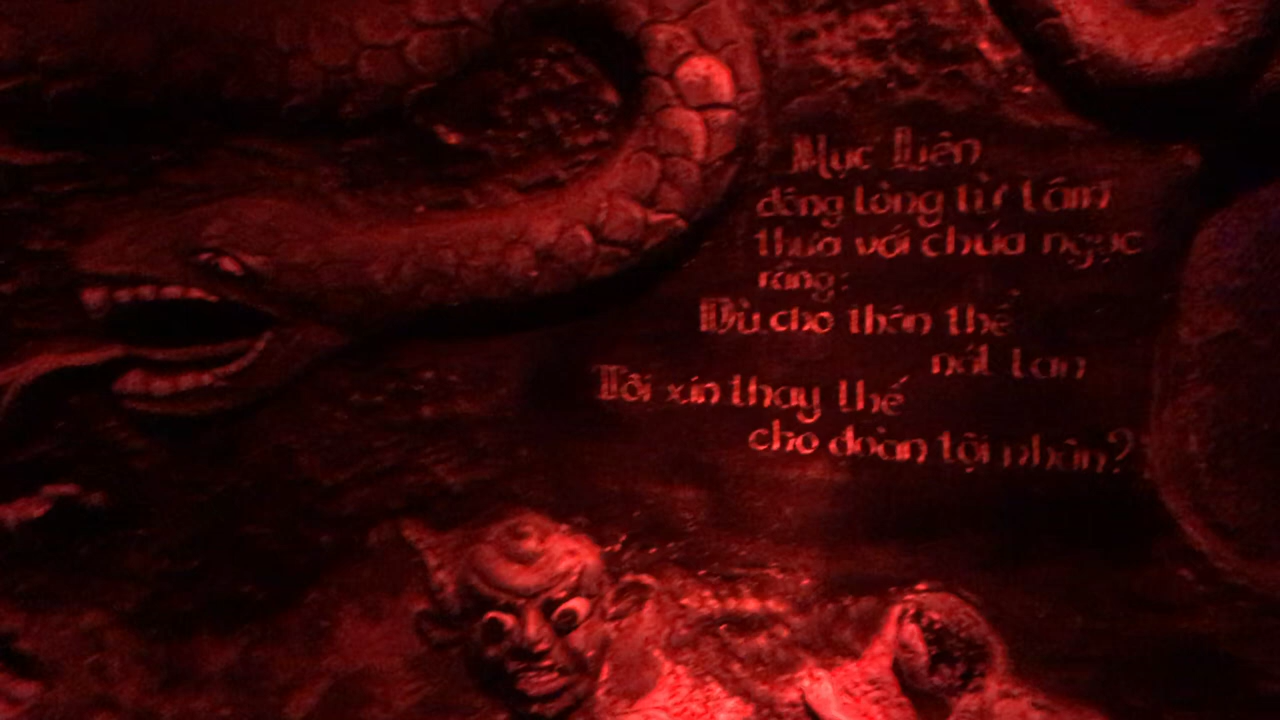 Mục Liên
động lòng từ tâm
thưa với chúa ngục
rằng:
Dù cho thân thể
nát tan
Tôi xin thay thế
cho đoàn tội nhân?